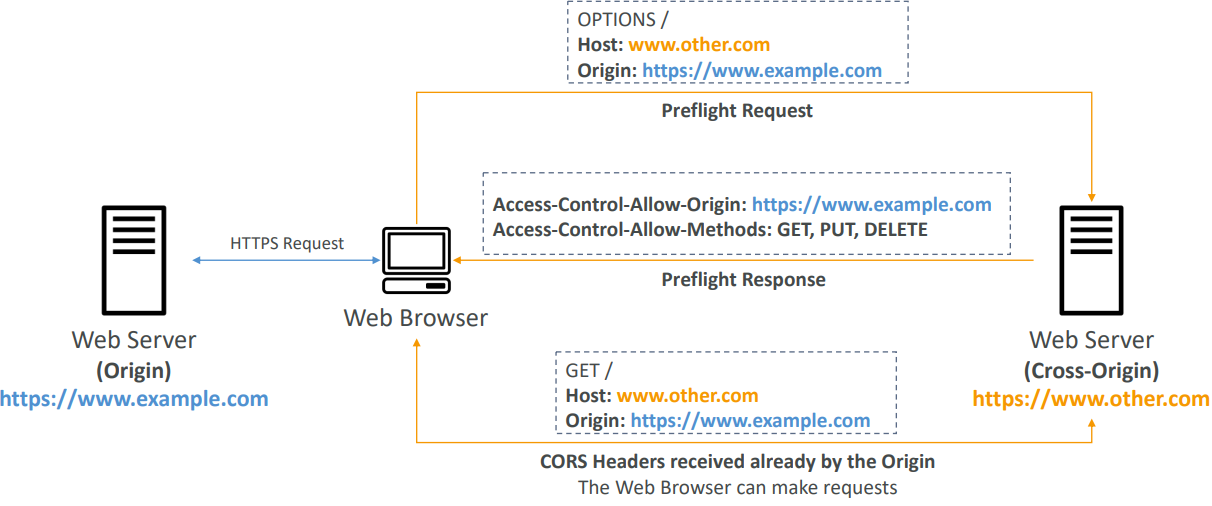 OPTIONS /
Host: www.other.com
Origin: https://www.example.com
Preflight Request
Access-Control-Allow-Origin: https://www.example.com
Access-Control-Allow-Methods: GET, PUT, DELETE
HTTPS Request
Preflight Response
Web Browser
Web Server
(Origin)
https://www.example.com
Web Server
(Cross-Origin)
https://www.other.com
GET /
Host: www.other.com
Origin: https://www.example.com
CORS Headers received already by the Origin
The Web Browser can make requests